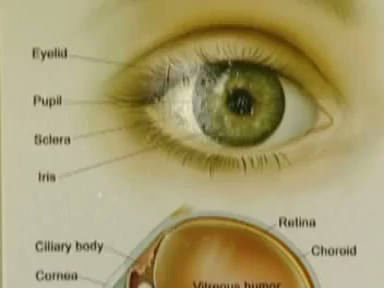 Eyelid
Pupil
Sclera
Iris
Retina
Ciliary body
Choroid
Cornea
Vitreous humor